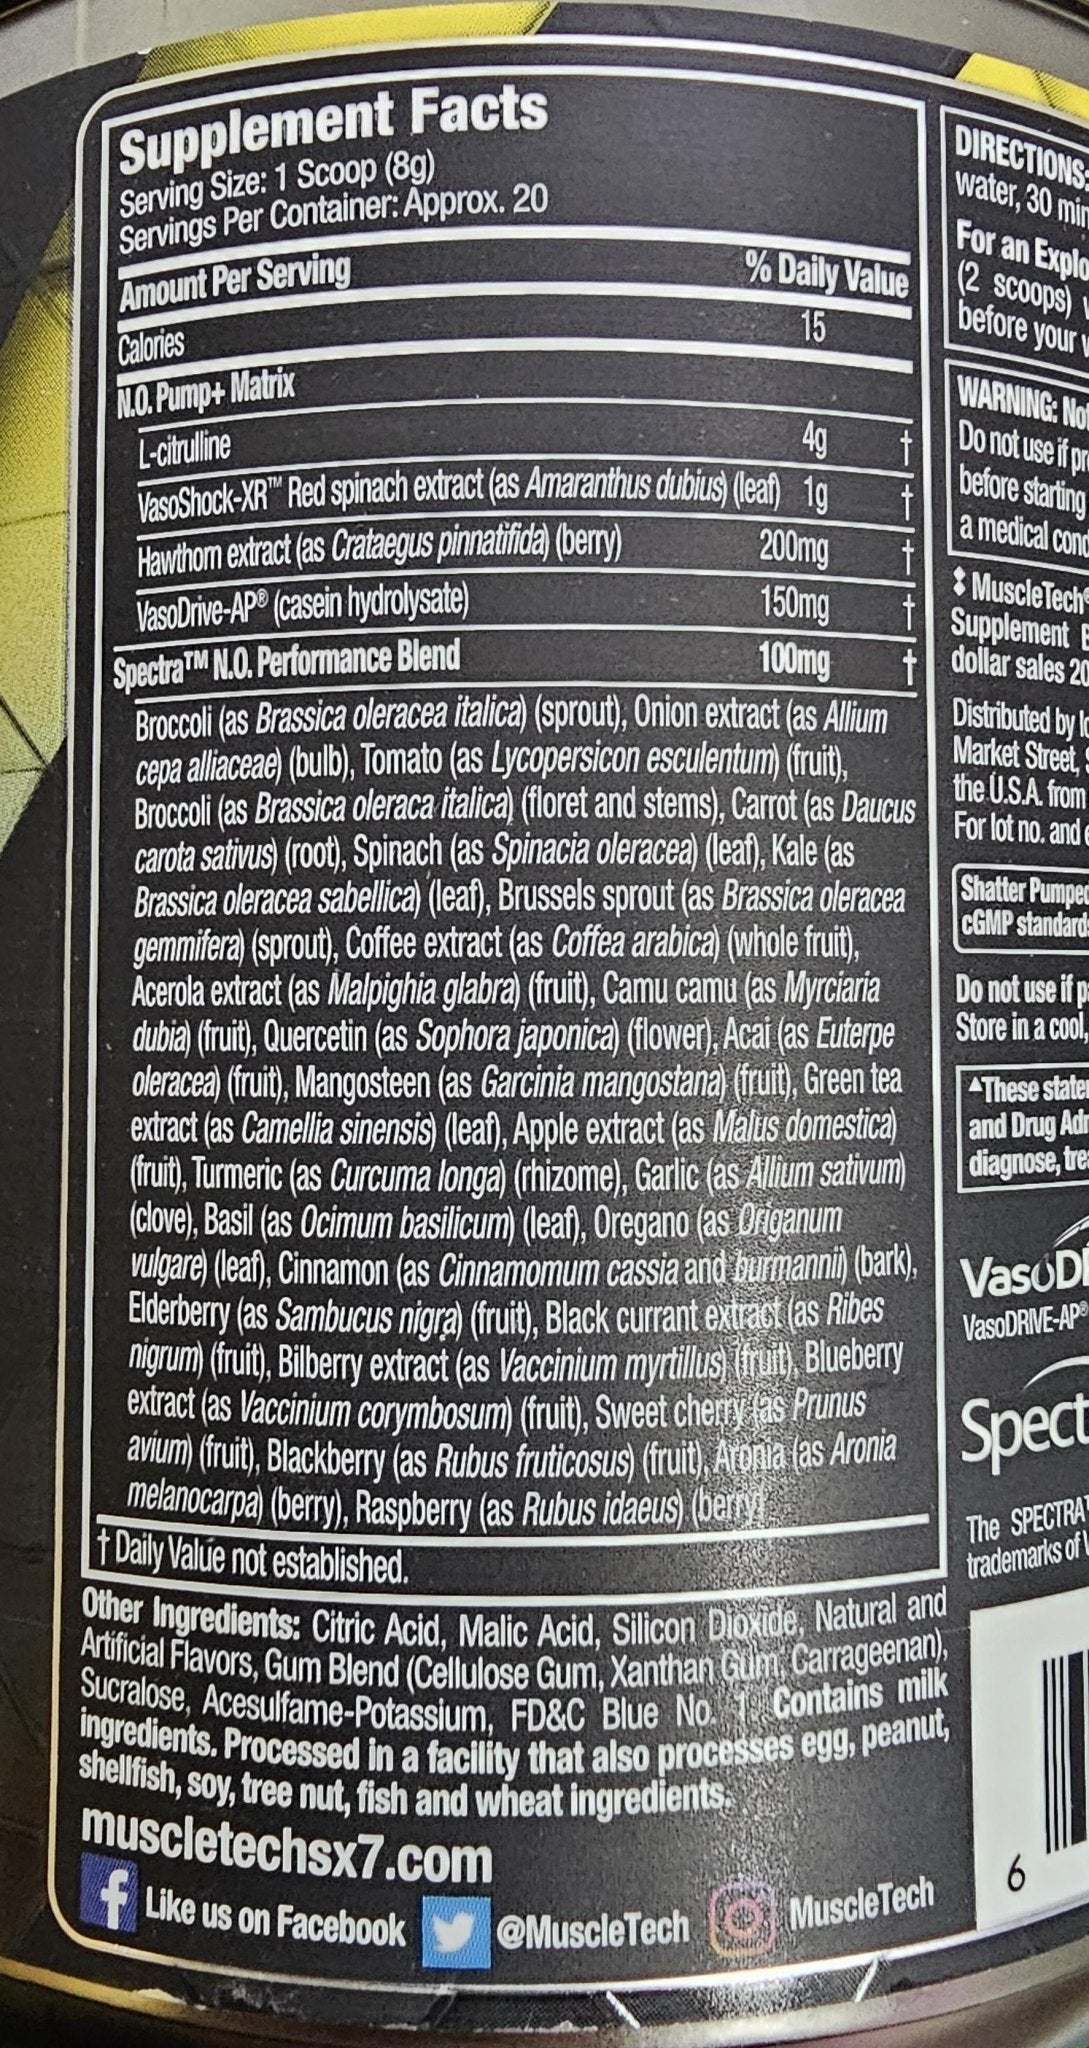 Supplement Facts
Serving Size: 1 Scoop (8g)
Servings Per Container: Approx. 20
Amount Per Serving % Daily Value
Calories 15
N.O. Pump+ Matrix
L-citrulline 4g †
VasoShock-XR™ Red spinach extract (as Amaranthus dubius) (leaf) 1g †
Hawthorn extract (as Crataegus pinnatifida) (berry) 200mg †
VasoDrive-AP® (casein hydrolysate) 150mg †
Spectra™ N.O. Performance Blend 100mg †
Broccoli (as Brassica oleracea italica) (sprout), Onion extract (as Allium
cepa alliaceae) (bulb), Tomato (as Lycopersicon esculentum) (fruit),
Broccoli (as Brassica oleraca italica) (floret and stems), Carrot (as Daucus
carota sativus) (root), Spinach (as Spinacia oleracea) (leaf), Kale (as
Brassica oleracea sabellica) (leaf), Brussels sprout (as Brassica oleracea
gemmifera) (sprout), Coffee extract (as Coffea arabica) (whole fruit),
Acerola extract (as Malpighia glabra) (fruit), Camu camu (as Myrciaria
dubia) (fruit), Quercetin (as Sophora japonica) (flower), Acai (as Euterpe
oleracea) (fruit), Mangosteen (as Garcinia mangostana) (fruit), Green tea
extract (as Camellia sinensis) (leaf), Apple extract (as Malus domestica)
(fruit), Turmeric (as Curcuma longa) (rhizome), Garlic (as Allium sativum)
(clove), Basil (as Ocimum basilicum) (leaf), Oregano (as Origanum
vulgare) (leaf), Cinnamon (as Cinnamomum cassia and burmannii) (bark),
Elderberry (as Sambucus nigra) (fruit), Black currant extract (as Ribes
nigrum) (fruit), Bilberry extract (as Vaccinium myrtillus) (fruit), Blueberry
extract (as Vaccinium corymbosum) (fruit), Sweet cherry (as Prunus
avium) (fruit), Blackberry (as Rubus fruticosus) (fruit), Aronia (as Aronia
melanocarpa) (berry), Raspberry (as Rubus idaeus) (berry)
† Daily Value not established.
Other Ingredients: Citric Acid, Malic Acid, Silicon Dioxide, Natural and
Artificial Flavors, Gum Blend (Cellulose Gum, Xanthan Gum, Carrageenan),
Sucralose, Acesulfame-Potassium, FD&C Blue No. 1. Contains milk
ingredients. Processed in a facility that also processes egg, peanut,
shellfish, soy, tree nut, fish and wheat ingredients.
muscletechsx7.com
Like us on Facebook @MuscleTech MuscleTech
DIRECTIONS:
water, 30
For an
(2 scoops)
before your
WARNING:
Do not use if
before starting
a medical
MuscleTech®
Supplement
dollar sales
Distributed by
Market Street,
the U.S.A. from
For lot no. and
Shatter
cGMP
Do not use if
Store in a cool,
▲These
and Drug
diagnose,
VasoDRIVE-AP®
The
trademarks of
6